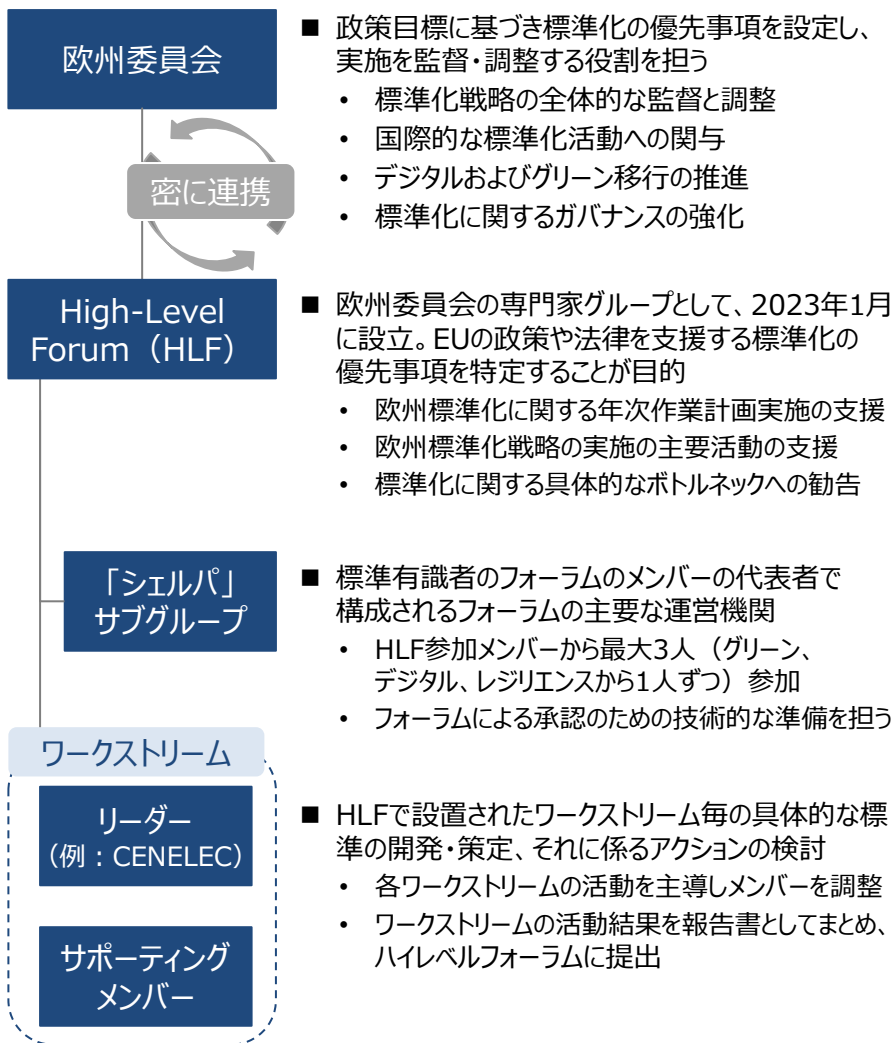 欧州委員会
■ 政策目標に基づき標準化の優先事項を設定し、
実施を監督・調整する役割を担う
• 標準化戦略の全体的な監督と調整
• 国際的な標準化活動への関与
• デジタルおよびグリーン移行の推進
• 標準化に関するガバナンスの強化
密に連携
High-Level
Forum（HLF）
■ 欧州委員会の専門家グループとして、2023年1月
に設立。EUの政策や法律を支援する標準化の
優先事項を特定することが目的
• 欧州標準化に関する年次作業計画実施の支援
• 欧州標準化戦略の実施の主要活動の支援
• 標準化に関する具体的なボトルネックへの勧告
「シェルパ」
サブグループ
■ 標準有識者のフォーラムのメンバーの代表者で
構成されるフォーラムの主要な運営機関
• HLF参加メンバーから最大3人（グリーン、
デジタル、レジリエンスから1人ずつ）参加
• フォーラムによる承認のための技術的な準備を担う
ワークストリーム
リーダー
（例：CENELEC）
サポーティング
メンバー
■ HLFで設置されたワークストリーム毎の具体的な標
準の開発・策定、それに係るアクションの検討
• 各ワークストリームの活動を主導しメンバーを調整
• ワークストリームの活動結果を報告書としてまとめ、
ハイレベルフォーラムに提出